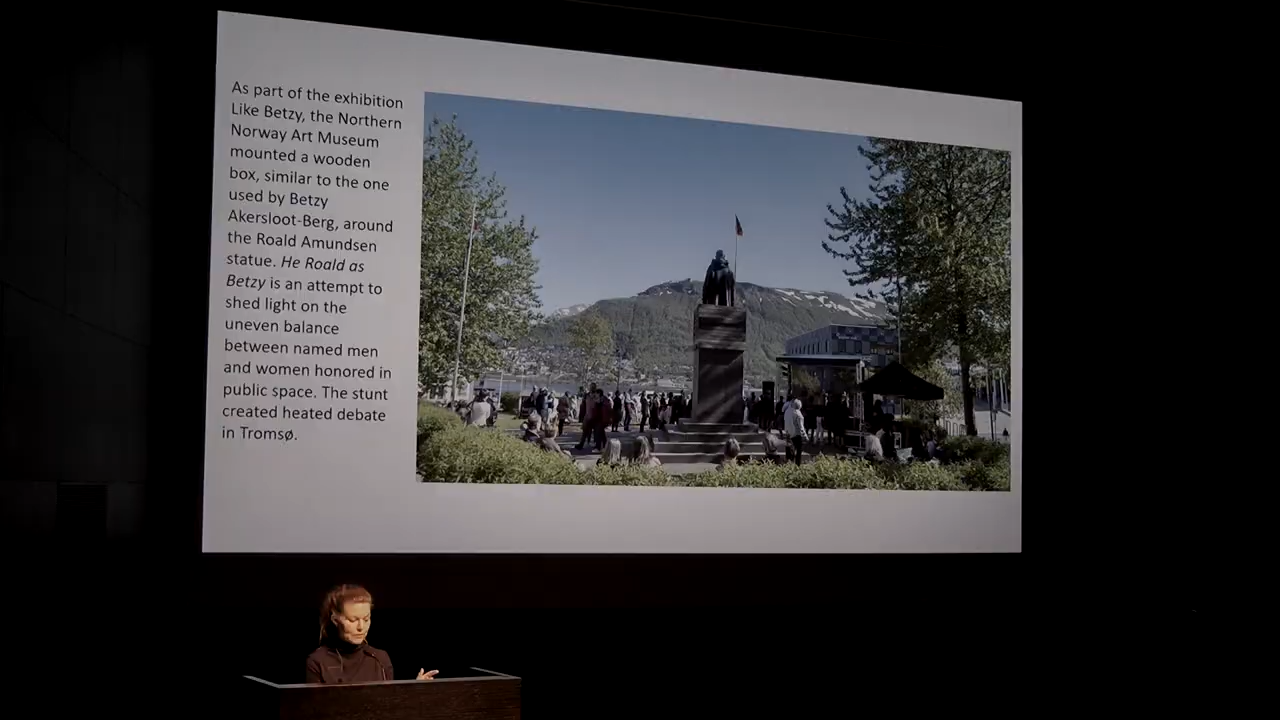 As part of the exhibition
Like Betzy, the Northern
Norway Art Museum
mounted a wooden
box, similar to the one
used by Betzy
Akersloot-Berg, around
the Roald Amundsen
statue. He Roald as
Betzy is an attempt to
shed light on the
uneven balance
between named men
and women honored in
public space. The stunt
created heated debate
in Tromsø.